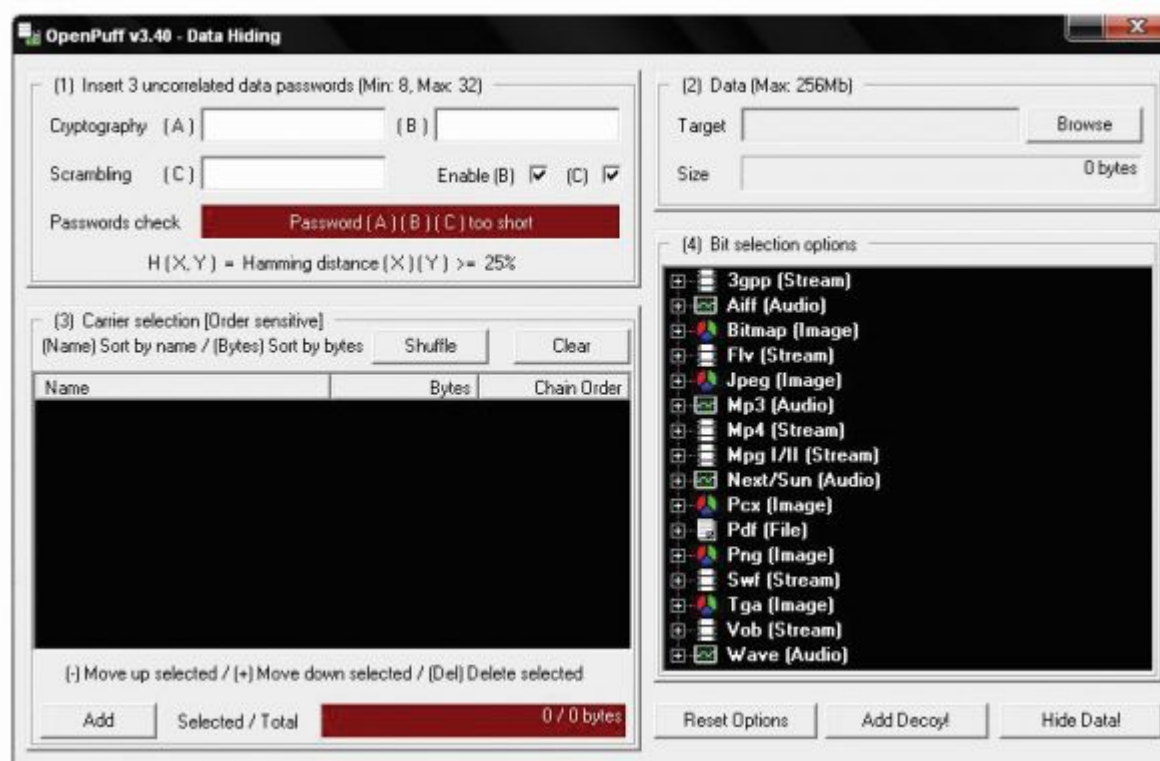 OpenPuff v3.40 - Data Hiding
(1) Insert 3 uncorrelated data passwords (Min: 8, Max: 32)
Cryptography (A) (B)
Scrambling (C) Enable (B) (C)
Passwords check Password (A) (B) (C) too short
H (X, Y) = Hamming distance (X) (Y) >= 25%
(2) Data (Max: 256Mb)
Target Browse
Size 0 bytes
(3) Carrier selection [Order sensitive]
(Name) Sort by name / (Bytes) Sort by bytes Shuffle Clear
Name Bytes Chain Order
(-) Move up selected / (+) Move down selected / (Del) Delete selected
Add Selected / Total 0 / 0 bytes
(4) Bit selection options
3gpp (Stream)
Aiff (Audio)
Bitmap (Image)
Flv (Stream)
Jpeg (Image)
Mp3 (Audio)
Mp4 (Stream)
Mpg I/II (Stream)
Next/Sun (Audio)
Pcx (Image)
Pdf (File)
Png (Image)
Swf (Stream)
Tga (Image)
Vob (Stream)
Wave (Audio)
Reset Options Add Decoy! Hide Data!